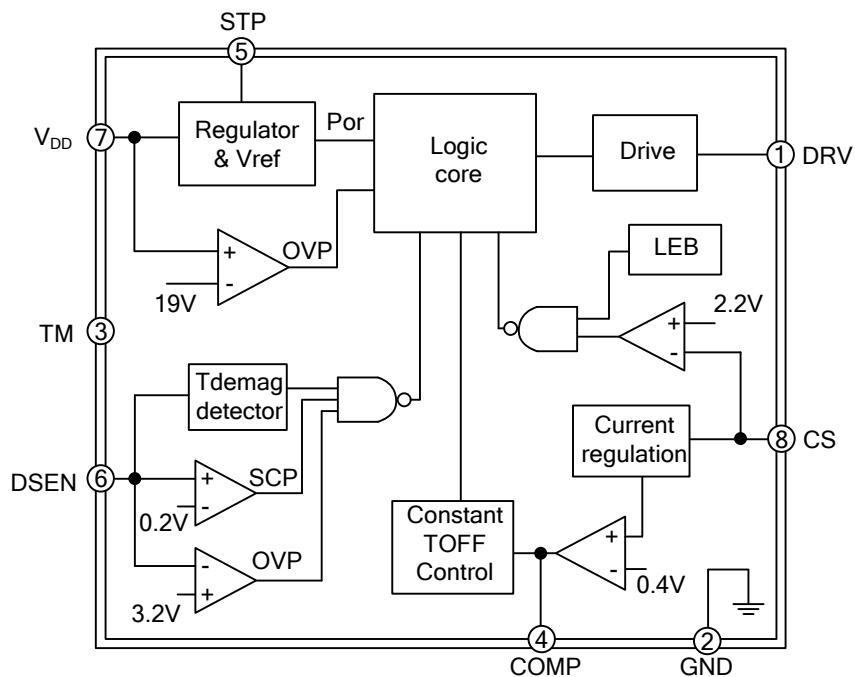 STP
5
V_DD
7
Regulator
& Vref
Por
Logic
core
Drive
1
DRV
+
-
OVP
19V
LEB
2.2V
+
-
TM
3
Tdemag
detector
Current
regulation
8
CS
DSEN
6
+
-
SCP
0.2V
Constant
TOFF
Control
+
-
0.4V
-
+
OVP
3.2V
4
COMP
2
GND